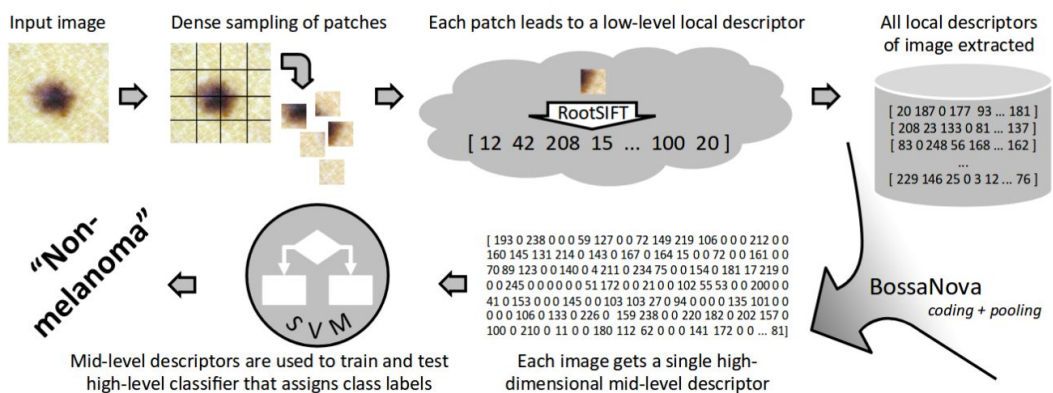 Input image
Dense sampling of patches
Each patch leads to a low-level local descriptor
All local descriptors
of image extracted
RootSIFT
[ 12 42 208 15 ... 100 20 ]
[ 20 187 0 177 93 ... 181 ]
[ 208 23 133 0 81 ... 137 ]
[ 83 0 248 56 168 ... 162 ]
...
[ 229 146 25 0 3 12 ... 76 ]
BossaNova
coding + pooling
[ 193 0 238 0 0 0 59 127 0 0 72 149 219 106 0 0 0 212 0 0
160 145 131 214 0 143 0 167 0 164 15 0 0 72 0 0 161 0 0
70 89 123 0 0 140 0 4 211 0 234 75 0 0 154 0 181 17 219 0
0 0 245 0 0 0 0 0 51 172 0 0 21 0 0 102 55 53 0 0 200 0 0
41 0 153 0 0 0 145 0 0 103 103 27 0 94 0 0 0 0 135 101 0 0
0 0 0 106 0 133 0 226 0 159 238 0 0 220 182 0 202 157 0
100 0 210 0 11 0 0 180 112 62 0 0 0 141 172 0 0 ... 81]
Each image gets a single high-
dimensional mid-level descriptor
SVM
Mid-level descriptors are used to train and test
high-level classifier that assigns class labels
“Non-
melanoma”